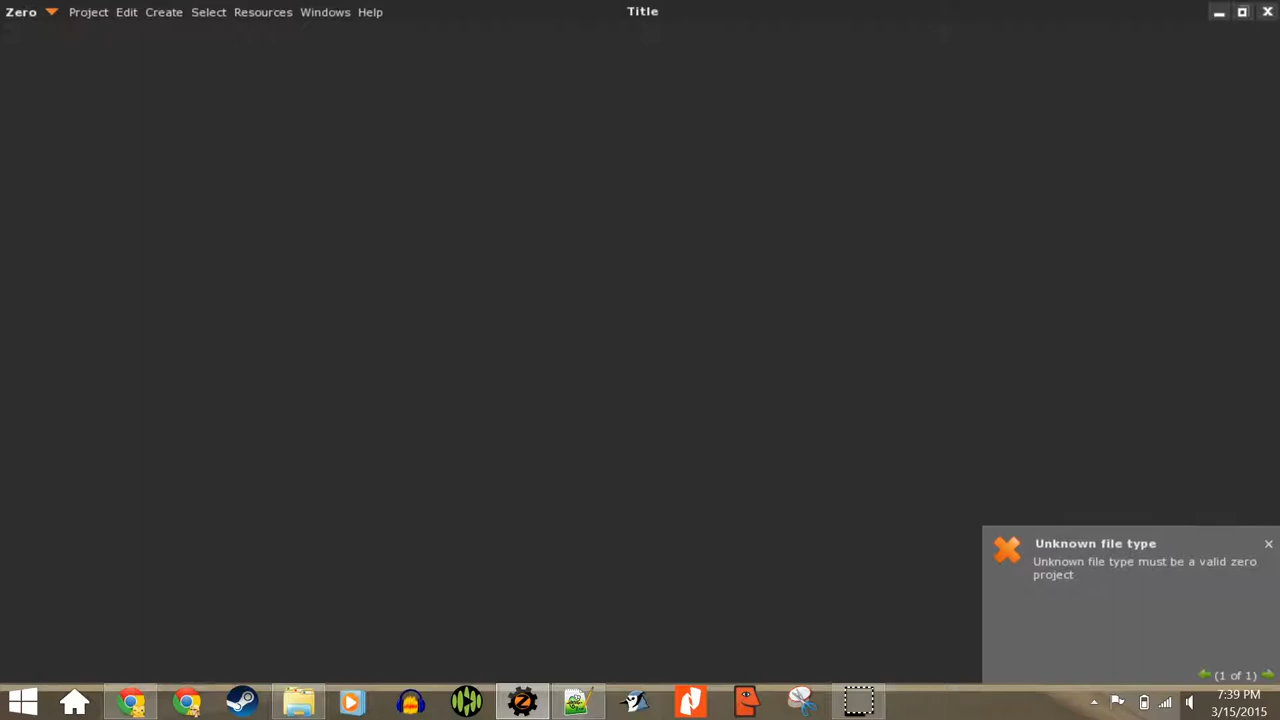 Zero Project Edit Create Select Resources Windows Help
Title
Unknown file type
Unknown file type must be a valid zero
project
(1 of 1)
7:39 PM
3/15/2015